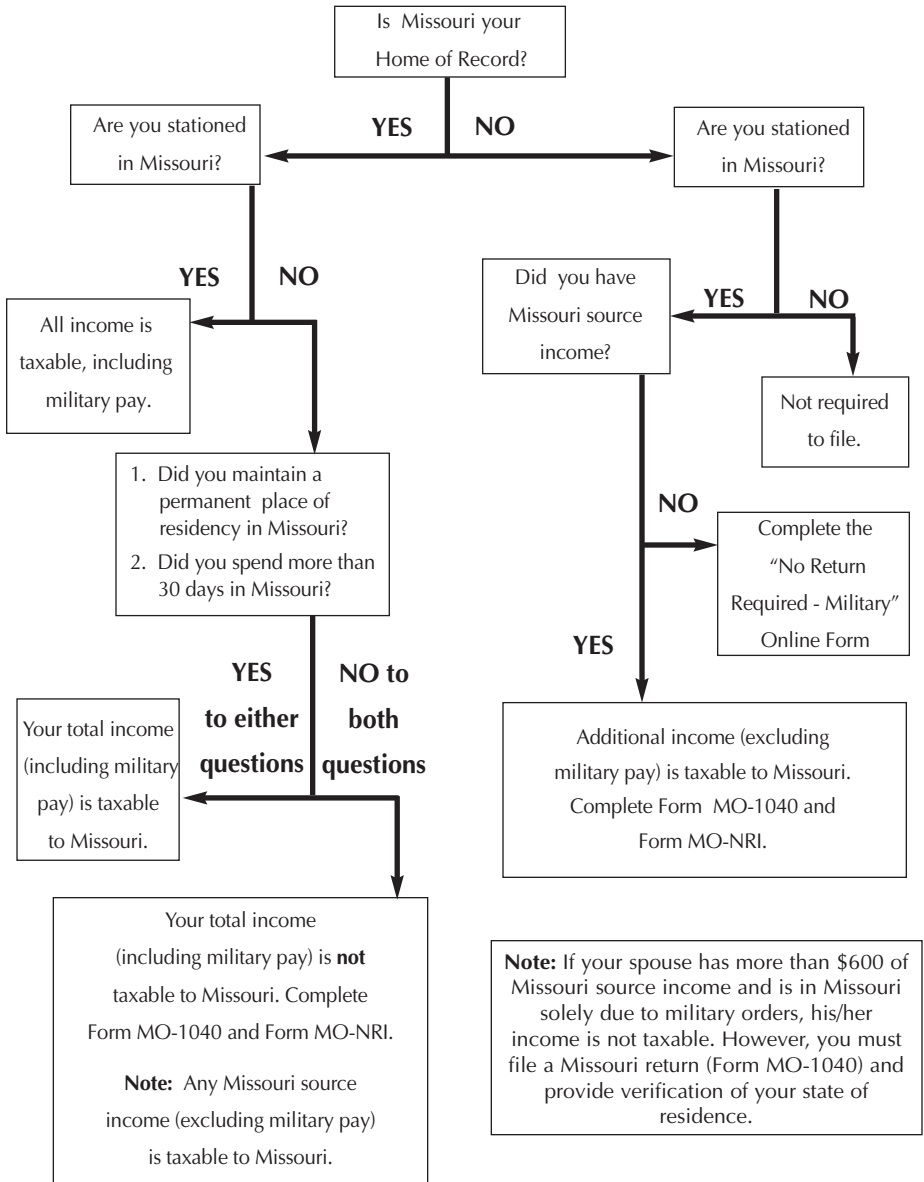 Is Missouri your
Home of Record?
Are you stationed
in Missouri?
YES
NO
Are you stationed
in Missouri?
YES
NO
All income is
taxable, including
military pay.
Did you have
Missouri source
income?
YES
NO
Not required
to file.
1. Did you maintain a
permanent place of
residency in Missouri?
2. Did you spend more than
30 days in Missouri?
NO
Complete the
“No Return
Required - Military”
Online Form
YES
YES
to either
questions
NO to
both
questions
Your total income
(including military
pay) is taxable
to Missouri.
Additional income (excluding
military pay) is taxable to Missouri.
Complete Form MO-1040 and
Form MO-NRI.
Your total income
(including military pay) is not
taxable to Missouri. Complete
Form MO-1040 and Form MO-NRI.
Note: Any Missouri source
income (excluding military pay)
is taxable to Missouri.
Note: If your spouse has more than $600 of
Missouri source income and is in Missouri
solely due to military orders, his/her
income is not taxable. However, you must
file a Missouri return (Form MO-1040) and
provide verification of your state of
residence.